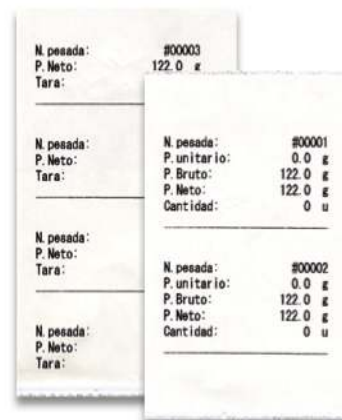 N. pesada: #00003
P. Neto: 122.0 g
Tara:
N. pesada:
P. Neto:
Tara:
N. pesada:
P. Neto:
Tara:
N. pesada:
P. Neto:
Tara:
N. pesada: #00001
P. unitario: 0.0 g
P. Bruto: 122.0 g
P. Neto: 122.0 g
Cantidad: 0 u
N. pesada: #00002
P. unitario: 0.0 g
P. Bruto: 122.0 g
P. Neto: 122.0 g
Cantidad: 0 u